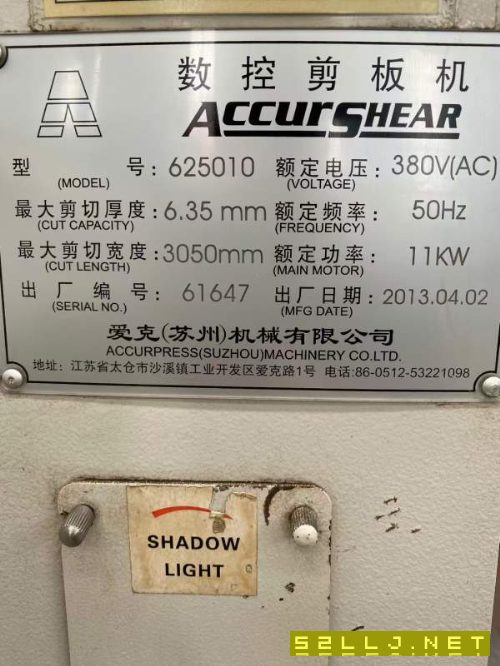 数控剪板机
ACCURSHEAR
型 号: 625010 额定电压: 380V(AC)
(MODEL) (VOLTAGE)
最大剪切厚度: 6.35 mm 额定频率: 50Hz
(CUT CAPACITY) (FREQUENCY)
最大剪切宽度: 3050mm 额定功率: 11KW
(CUT LENGTH) (MAIN MOTOR)
出厂编号: 61647 出厂日期: 2013.04.02
(SERIAL NO.) (MFG DATE)
爱克(苏州)机械有限公司
ACCURPRESS(SUZHOU)MACHINERY CO.LTD.
地址: 江苏省太仓市沙溪镇工业开发区爱克路1号 电话:86-0512-53221098
SHADOW
LIGHT
52LLJ.NET